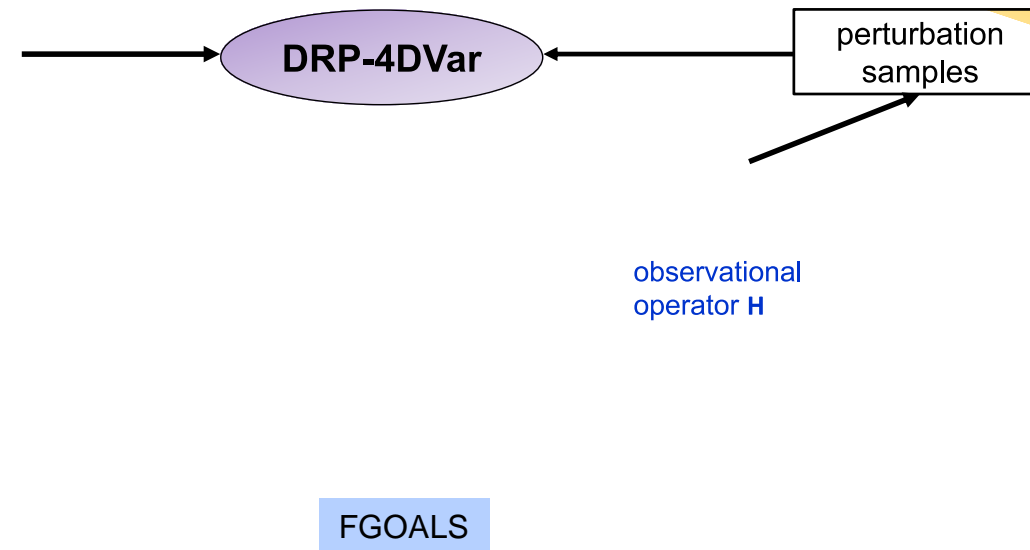 DRP-4DVar
perturbation
samples
observational
operator H
FGOALS